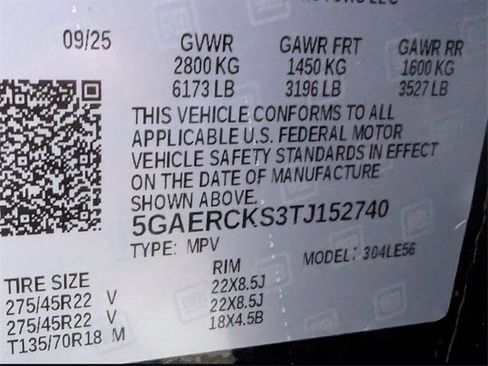 MOTORS LLC
09/25 GVWR GAWR FRT GAWR RR
2800 KG 1450 KG 1600 KG
6173 LB 3196 LB 3527 LB
THIS VEHICLE CONFORMS TO ALL
APPLICABLE U.S. FEDERAL MOTOR
VEHICLE SAFETY STANDARDS IN EFFECT
ON THE DATE OF MANUFACTURE
SHOWN ABOVE.
5GAERCKS3TJ152740
TYPE: MPV MODEL: 304LE56
TIRE SIZE RIM
275/45R22 V 22X8.5J
275/45R22 V 22X8.5J
T135/70R18 M 18X4.5B